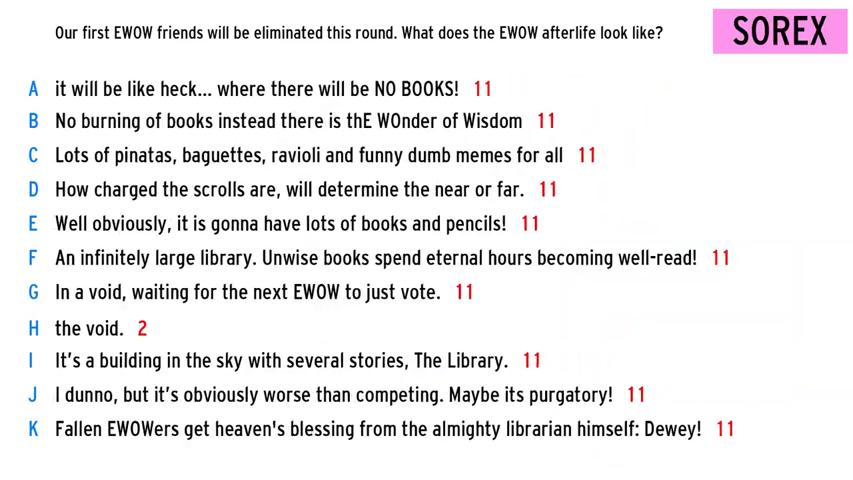 Our first EWOW friends will be eliminated this round. What does the EWOW afterlife look like?
SOREX
A it will be like heck... where there will be NO BOOKS! 11
B No burning of books instead there is thE WOnder of Wisdom 11
C Lots of pinatas, baguettes, ravioli and funny dumb memes for all 11
D How charged the scrolls are, will determine the near or far. 11
E Well obviously, it is gonna have lots of books and pencils! 11
F An infinitely large library. Unwise books spend eternal hours becoming well-read! 11
G In a void, waiting for the next EWOW to just vote. 11
H the void. 2
I It's a building in the sky with several stories, The Library. 11
J I dunno, but it's obviously worse than competing. Maybe its purgatory! 11
K Fallen EWOWers get heaven's blessing from the almighty librarian himself: Dewey! 11